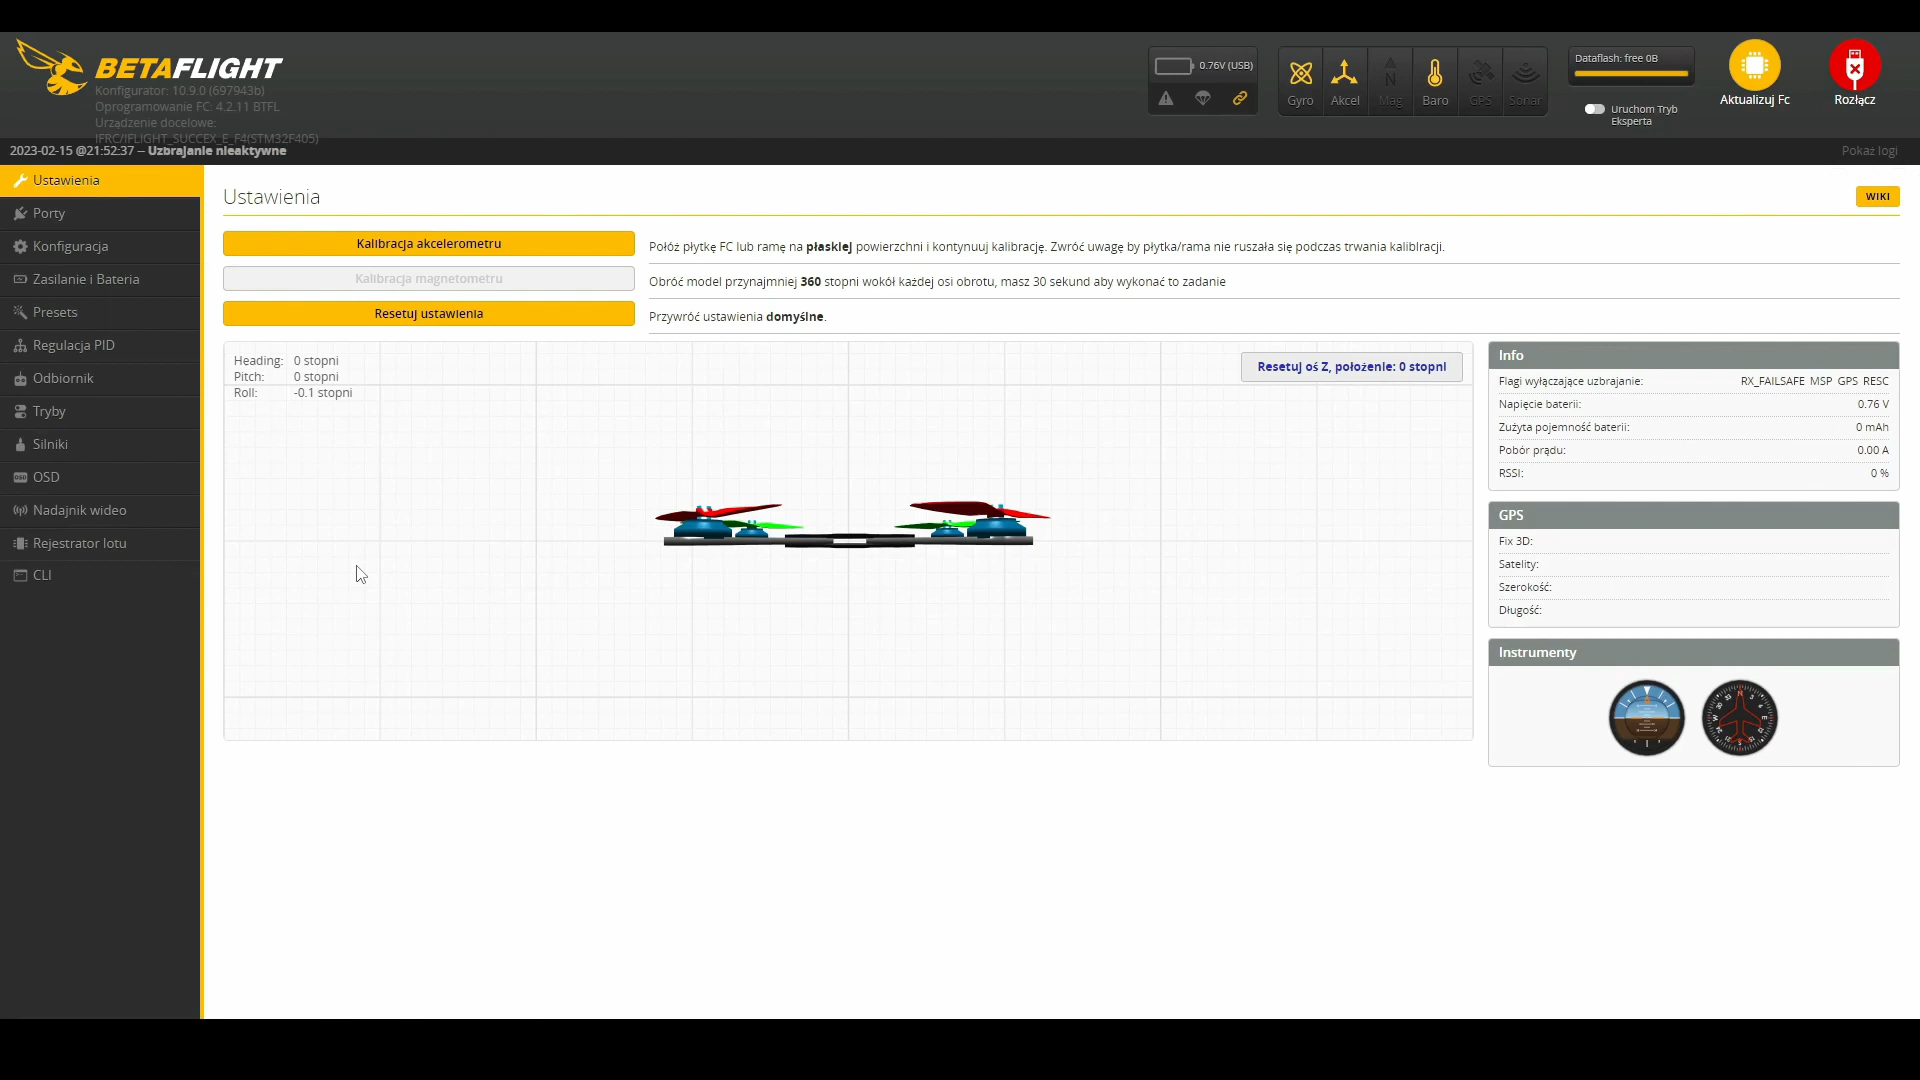 BETAFLIGHT
Konfigurator: 10.9.0 (697943b)
Oprogramowanie FC: 4.2.11 BTFL
Urządzenie docelowe:
IFRC/IFLIGHT_SUCCEX_E_F4(STM32F405)
0.76V (USB)
Gyro
Akcel
Mag
Baro
GPS
Sonar
Dataflash: free 0B
Uruchom Tryb
Eksperta
Aktualizuj Fc
Rozłącz
2023-02-15 @21:52:37 -- Uzbrajanie nieaktywne
Pokaż logi
Ustawienia
Porty
Konfiguracja
Zasilanie i Bateria
Presets
Regulacja PID
Odbiornik
Tryby
Silniki
OSD
Nadajnik wideo
Rejestrator lotu
CLI
Ustawienia
WIKI
Kalibracja akcelerometru
Połóż płytkę FC lub ramę na płaskiej powierzchni i kontynuuj kalibrację. Zwróć uwagę by płytka/rama nie ruszała się podczas trwania kaliblracji.
Kalibracja magnetometru
Obróć model przynajmniej 360 stopni wokół każdej osi obrotu, masz 30 sekund aby wykonać to zadanie
Resetuj ustawienia
Przywróć ustawienia domyślne.
Heading: 0 stopni
Pitch: 0 stopni
Roll: -0.1 stopni
Resetuj oś Z, położenie: 0 stopni
Info
Flagi wyłączające uzbrajanie: RX_FAILSAFE MSP GPS RESC
Napięcie baterii: 0.76 V
Zużyta pojemność baterii: 0 mAh
Pobór prądu: 0.00 A
RSSI: 0 %
GPS
Fix 3D:
Satelity:
Szerokość:
Długość:
Instrumenty